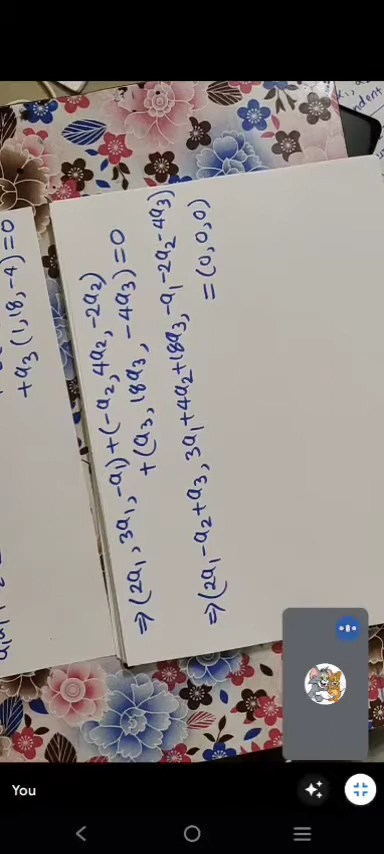 + a₃ (1, 18, -4) = 0
⇒ (2a₁, 3a₁, -a₁) + (-a₂, 4a₂, -2a₂)
+ (a₃, 18a₃, -4a₃) = 0
⇒ (2a₁ - a₂ + a₃, 3a₁ + 4a₂ + 18a₃, -a₁ - 2a₂ - 4a₃)
= (0, 0, 0)
You